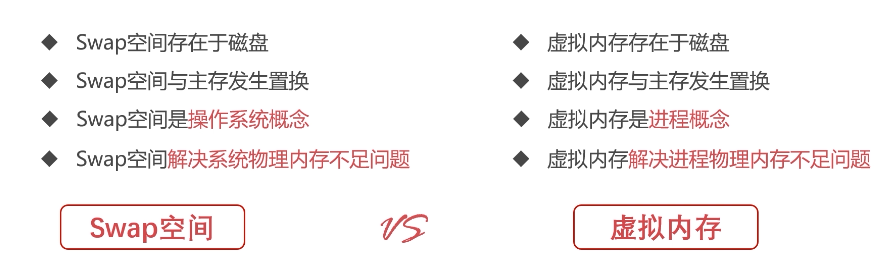 ◆ Swap空间存在于磁盘
◆ Swap空间与主存发生置换
◆ Swap空间是操作系统概念
◆ Swap空间解决系统物理内存不足问题
Swap空间
VS
◆ 虚拟内存存在于磁盘
◆ 虚拟内存与主存发生置换
◆ 虚拟内存是进程概念
◆ 虚拟内存解决进程物理内存不足问题
虚拟内存